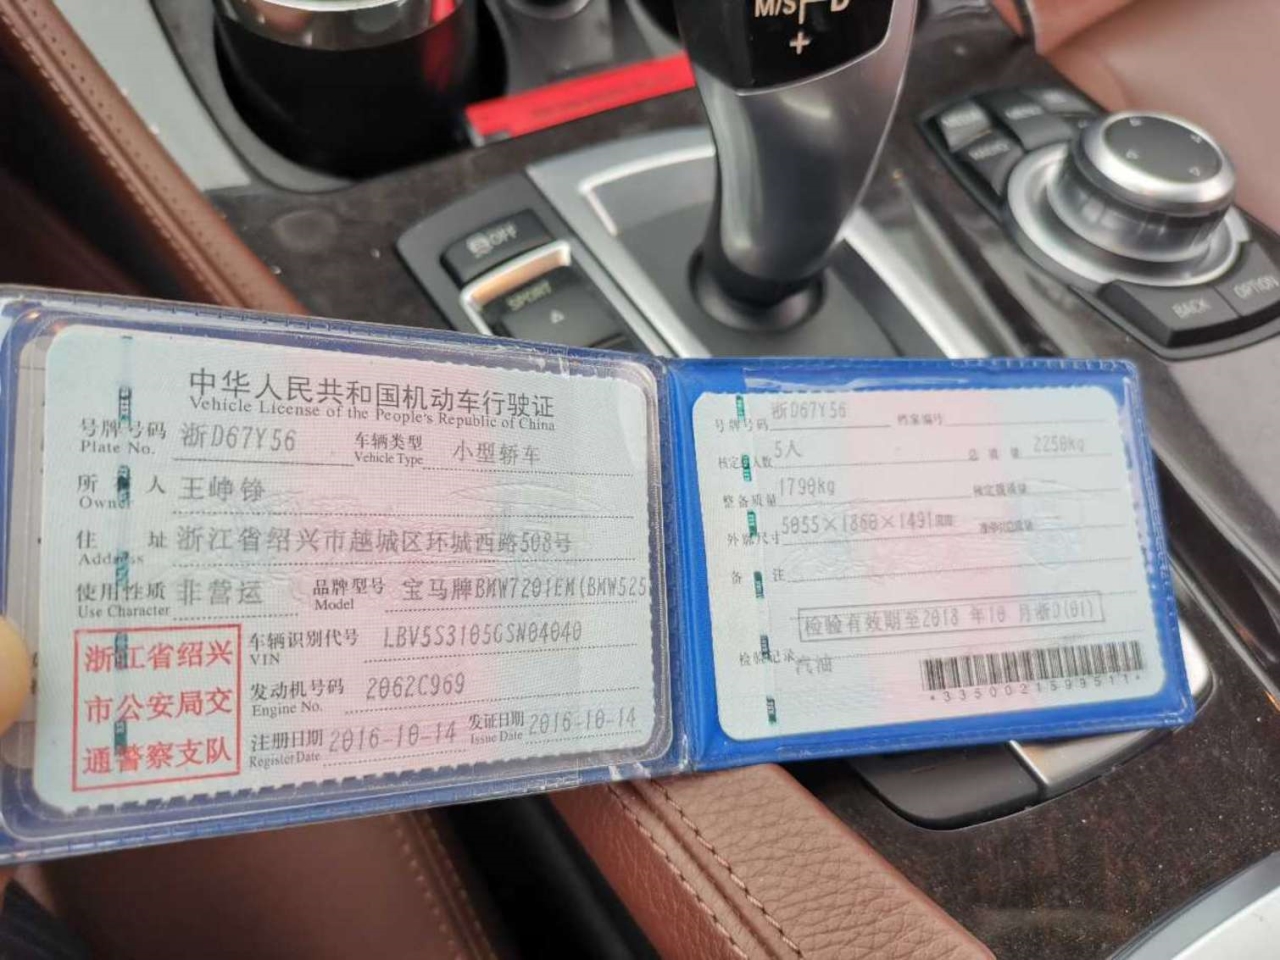 M/S D
+
OFF
SPORT
MENU
RADIO
BACK
OPTION
中华人民共和国机动车行驶证
Vehicle License of the People's Republic of China
号牌号码 浙D67Y56 车辆类型 小型轿车
Plate No. Vehicle Type
所 人 王峥铮
Owner
住 址 浙江省绍兴市越城区环城西路508号
Address
使用性质 非营运 品牌型号 宝马牌BMW7201EM(BMW525
Use Character Model
浙江省绍兴
市公安局交
通警察支队
车辆识别代号 LBV5S3105GSN04040
VIN
发动机号码 2062C969
Engine No.
注册日期 2016-10-14 发证日期 2016-10-14
Register Date Issue Date
号牌号码 浙D67Y56 档案编号
核定 人数 5人 总质量 2250kg
整备质量 1790kg 核定载质量
外廓尺寸 5055×1860×1491
备 注
检验有效期至2018 年10 月浙D(01)
检验记录 汽油